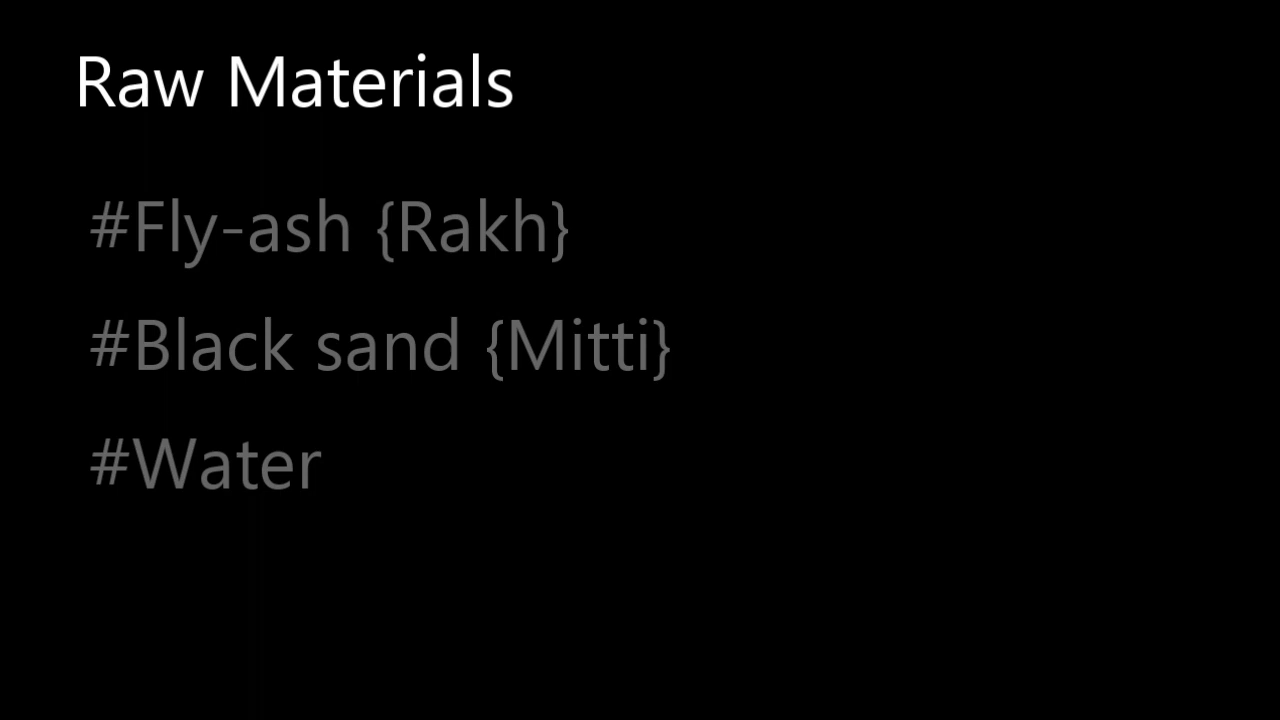 Raw Materials
#Fly-ash {Rakh}
#Black sand {Mitti}
#Water